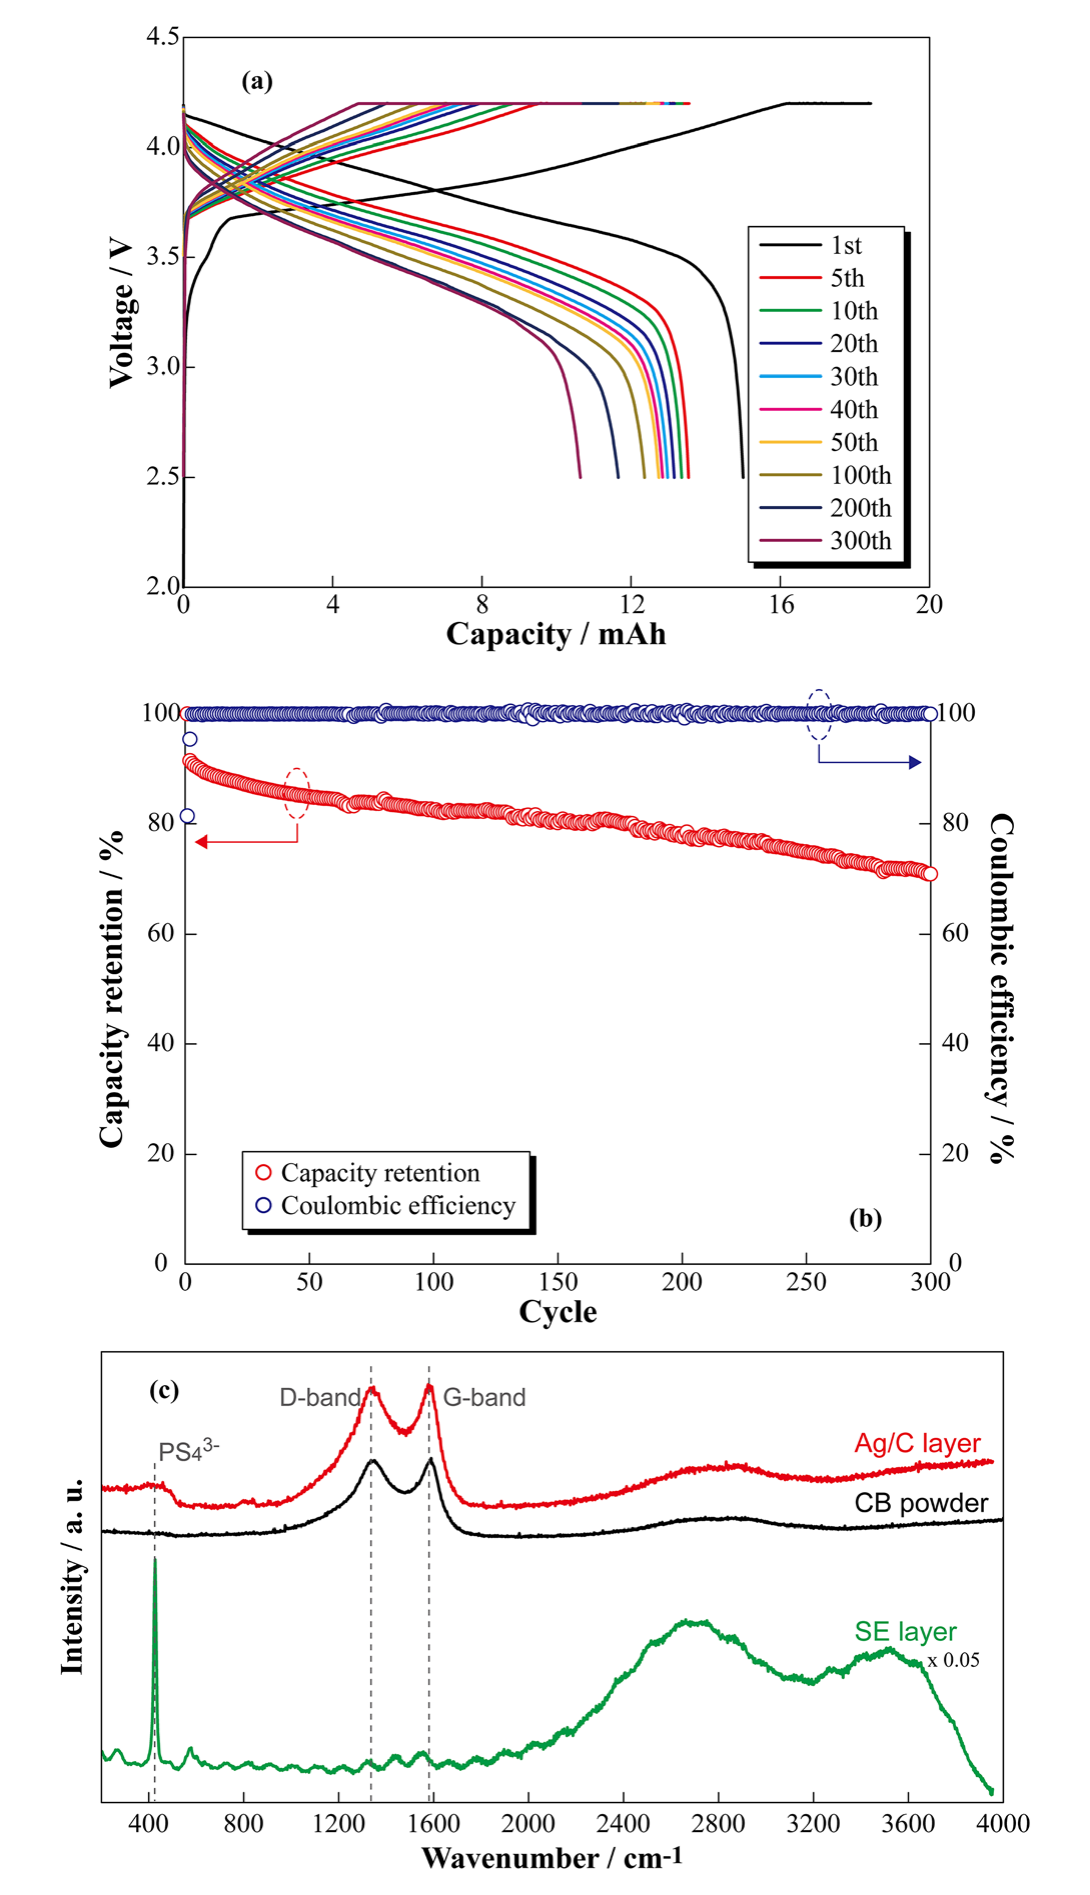 4.5
(a)
4.0
3.5
3.0
2.5
2.0
Voltage / V
1st
5th
10th
20th
30th
40th
50th
100th
200th
300th
0 4 8 12 16 20
Capacity / mAh
100 100
80 80
60 60
40 40
20 20
0 0
Capacity retention / %
Coulombic efficiency / %
Capacity retention
Coulombic efficiency
(b)
0 50 100 150 200 250 300
Cycle
(c)
D-band G-band
PS₄³⁻
Ag/C layer
CB powder
SE layer
x 0.05
Intensity / a. u.
400 800 1200 1600 2000 2400 2800 3200 3600 4000
Wavenumber / cm⁻¹